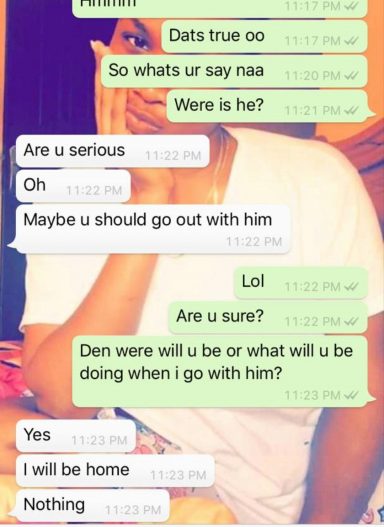 Hmmm
11:17 PM
Dats true oo
11:17 PM
So whats ur say naa
11:20 PM
Were is he?
11:21 PM
Are u serious
11:22 PM
Oh
11:22 PM
Maybe u should go out with him
11:22 PM
Lol
11:22 PM
Are u sure?
11:22 PM
Den were will u be or what will u be
doing when i go with him?
11:23 PM
Yes
11:23 PM
I will be home
11:23 PM
Nothing
11:23 PM